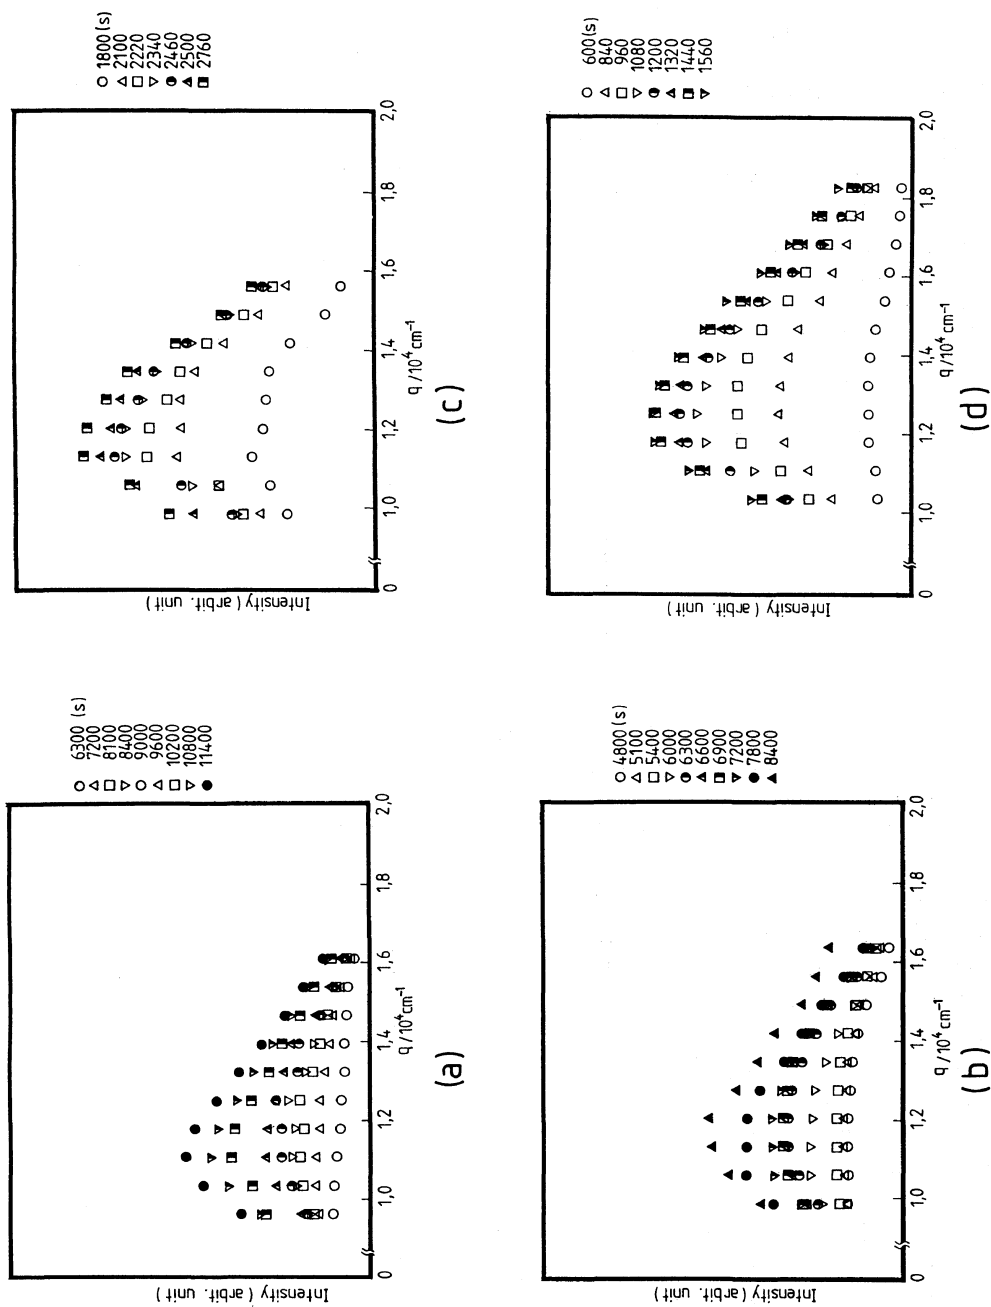 Intensity ( arbit. unit )
6300 (s)
7200
8100
8400
9000
9600
10200
10800
11400
0 1,0 1,2 1,4 1,6 1,8 2,0
q /10⁴cm⁻¹
(a)
Intensity ( arbit. unit )
1800 (s)
2100
2220
2340
2460
2500
2760
0 1,0 1,2 1,4 1,6 1,8 2,0
q /10⁴cm⁻¹
(c)
Intensity ( arbit. unit )
4800 (s)
5100
5400
6000
6300
6600
6900
7200
7800
8400
0 1,0 1,2 1,4 1,6 1,8 2,0
q /10⁴cm⁻¹
(b)
Intensity ( arbit. unit )
600 (s)
840
960
1080
1200
1320
1440
1560
0 1,0 1,2 1,4 1,6 1,8 2,0
q /10⁴cm⁻¹
(d)